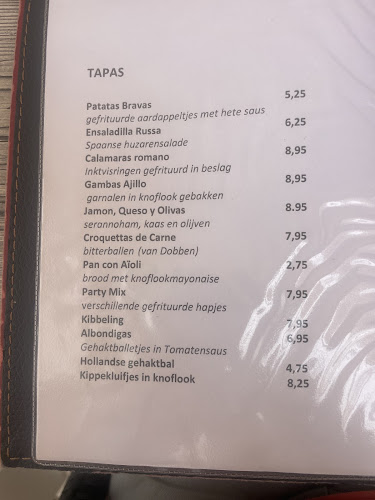 TAPAS
Patatas Bravas 5,25
gefrituurde aardappeltjes met hete saus
Ensaladilla Russa 6,25
Spaanse huzarensalade
Calamaras romano 8,95
Inktvisringen gefrituurd in beslag
Gambas Ajillo 8,95
garnalen in knoflook gebakken
Jamon, Queso y Olivas 8.95
serannoham, kaas en olijven
Croquettas de Carne 7,95
bitterballen (van Dobben)
Pan con Aïoli 2,75
brood met knoflookmayonaise
Party Mix 7,95
verschillende gefrituurde hapjes
Kibbeling 7,95
Albondigas 6,95
Gehaktballetjes in Tomatensaus
Hollandse gehaktbal 4,75
Kippekluifjes in knoflook 8,25